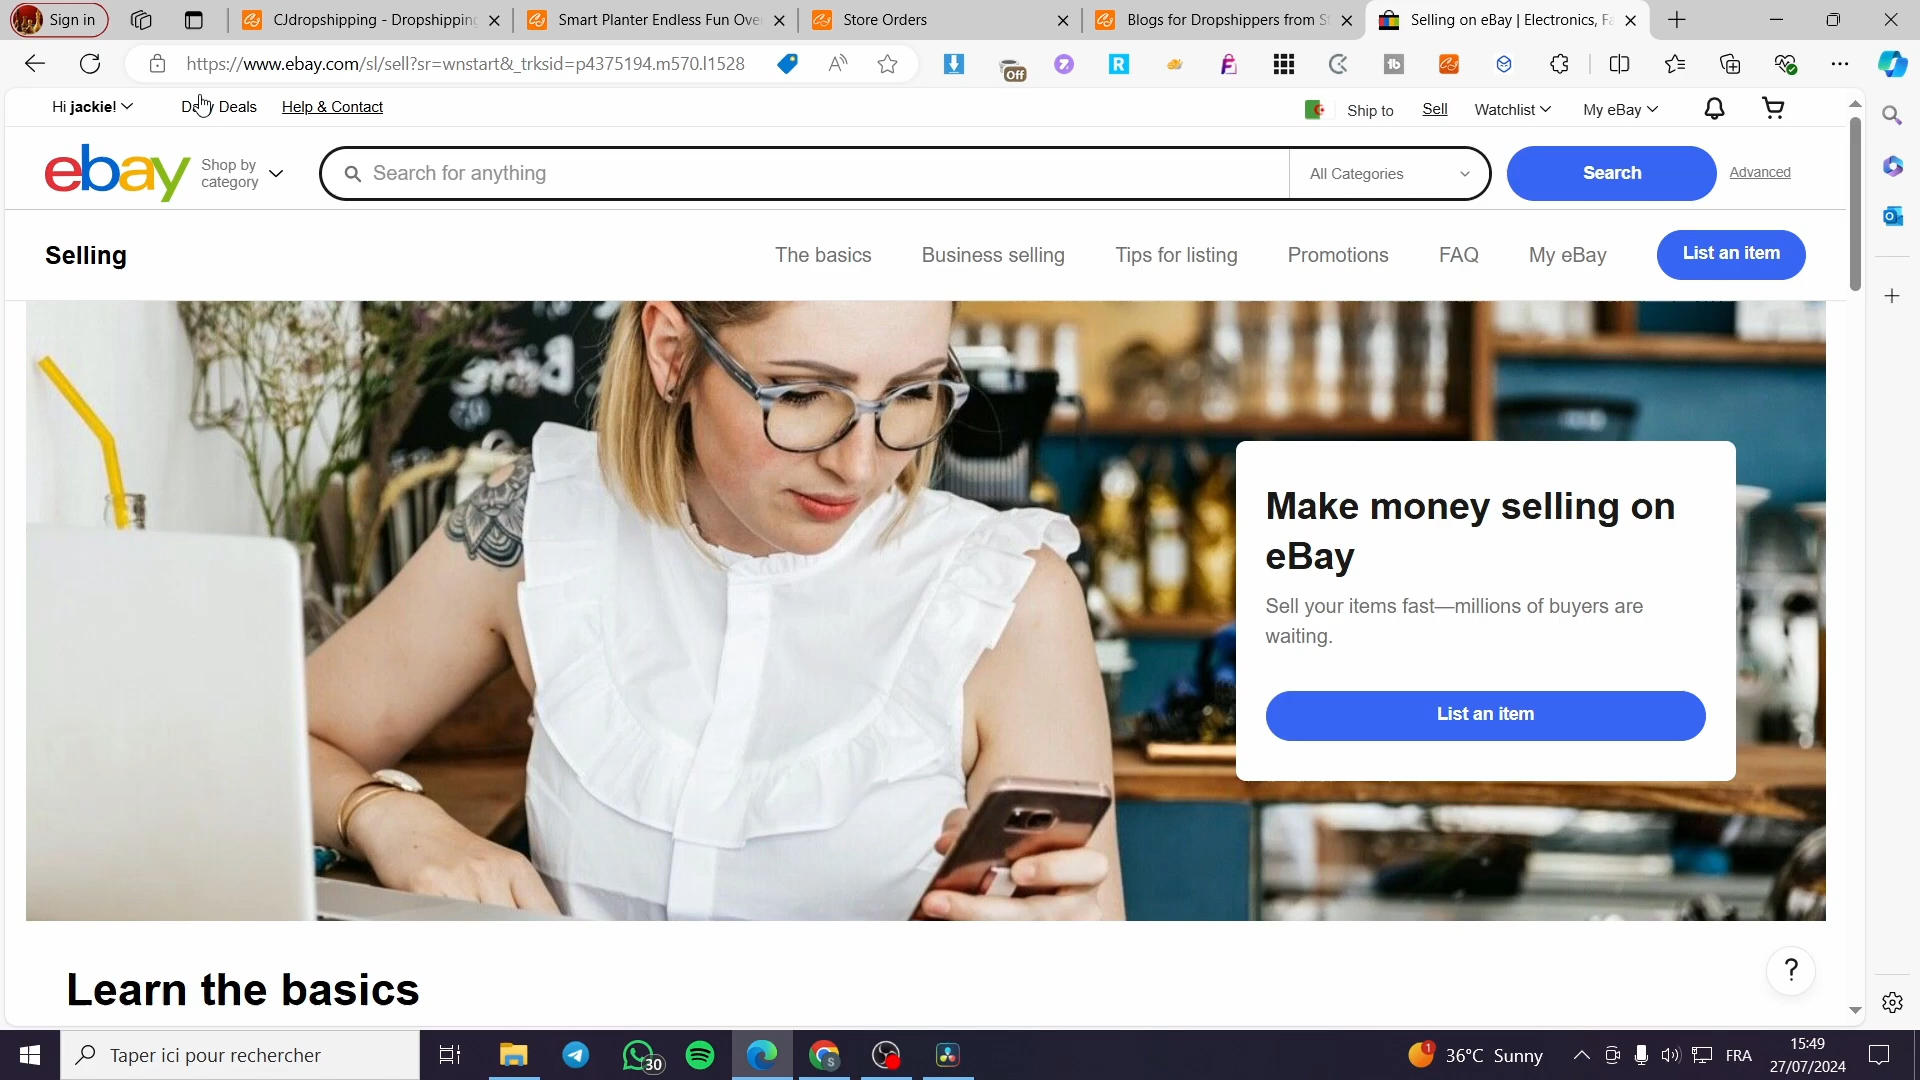 Sign in
CJdropshipping - Dropshipping
Smart Planter Endless Fun Ove
Store Orders
Blogs for Dropshippers from S
Selling on eBay | Electronics, Fa
https://www.ebay.com/sl/sell?sr=wnstart&_trksid=p4375194.m570.l1528
Off
Hi jackie!
Daily Deals
Help & Contact
Ship to
Sell
Watchlist
My eBay
ebay
Shop by
category
Search for anything
All Categories
Search
Advanced
Selling
The basics
Business selling
Tips for listing
Promotions
FAQ
My eBay
List an item
Make money selling on
eBay
Sell your items fast—millions of buyers are
waiting.
List an item
Learn the basics
?
Taper ici pour rechercher
30
1
36°C Sunny
FRA
15:49
27/07/2024